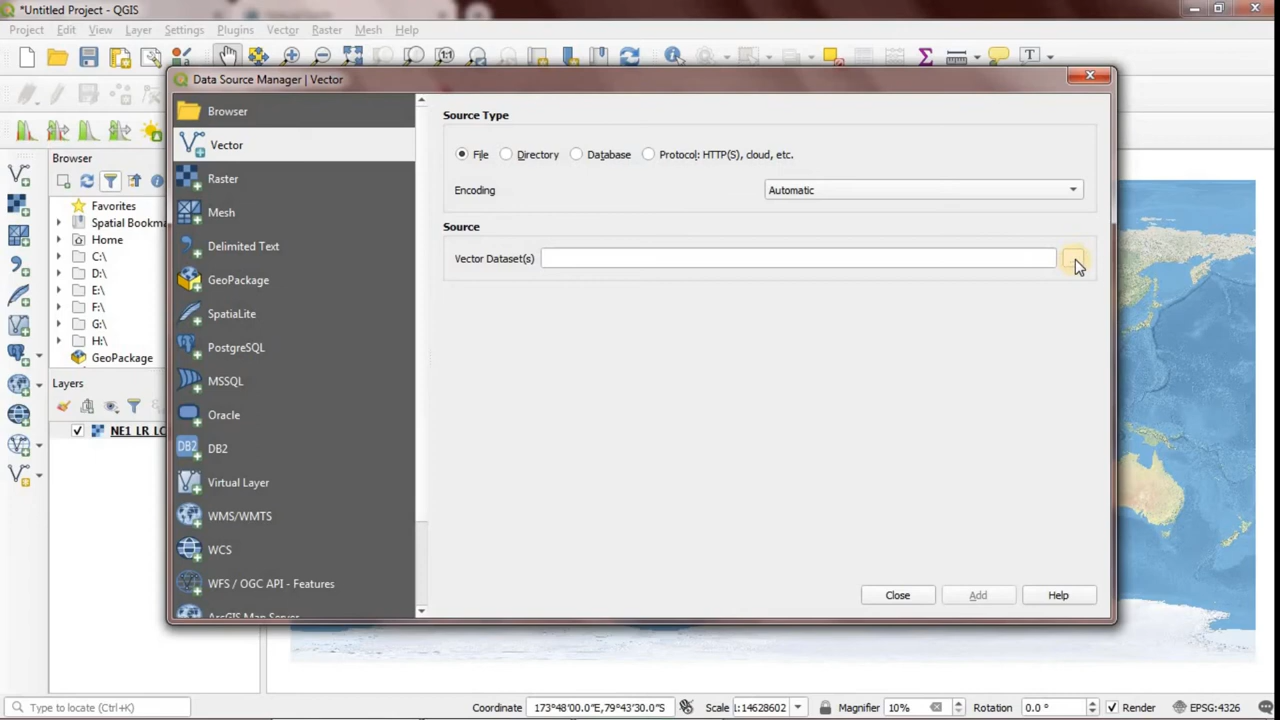 *Untitled Project - QGIS
Project Edit View Layer Settings Plugins Vector Raster Mesh Help
Data Source Manager | Vector
Browser
Vector
Raster
Mesh
Delimited Text
GeoPackage
SpatiaLite
PostgreSQL
MSSQL
Oracle
DB2
Virtual Layer
WMS/WMTS
WCS
WFS / OGC API - Features
ArcGIS Map Server
Source Type
File Directory Database Protocol: HTTP(S), cloud, etc.
Encoding Automatic
Source
Vector Dataset(s)
Close Add Help
Browser
Favorites
Spatial Bookma
Home
C:\
D:\
E:\
F:\
G:\
H:\
GeoPackage
Layers
NE1_LR_LC
Type to locate (Ctrl+K) Coordinate 173°48'00.0"E,79°43'30.0"S Scale 1:14628602 Magnifier 10% Rotation 0.0 ° Render EPSG:4326